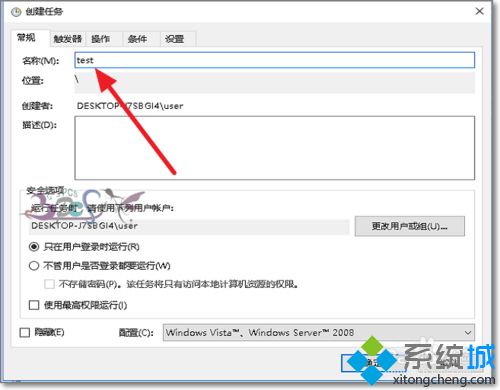 创建任务
常规 触发器 操作 条件 设置
名称(M): test
位置: \
创建者: DESKTOP-J7SBGI4\user
描述(D):
安全选项
运行任务时，请使用下列用户帐户:
DESKTOP-J7SBGI4\user 更改用户或组(U)...
只在用户登录时运行(R)
不管用户是否登录都要运行(W)
不存储密码(P)。该任务将只有访问本地计算机资源的权限。
使用最高权限运行(I)
隐藏(E) 配置(C): Windows Vista™、Windows Server™ 2008
系统城
xitongcheng.com